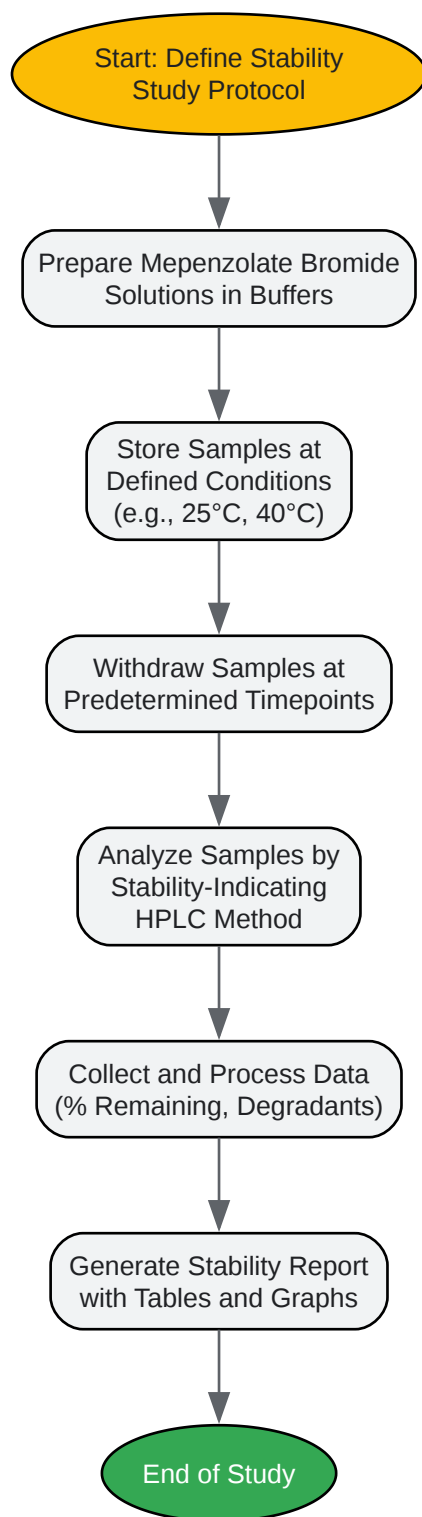 Start: Define Stability
Study Protocol
Prepare Mepenzolate Bromide
Solutions in Buffers
Store Samples at
Defined Conditions
(e.g., 25°C, 40°C)
Withdraw Samples at
Predetermined Timepoints
Analyze Samples by
Stability-Indicating
HPLC Method
Collect and Process Data
(% Remaining, Degradants)
Generate Stability Report
with Tables and Graphs
End of Study